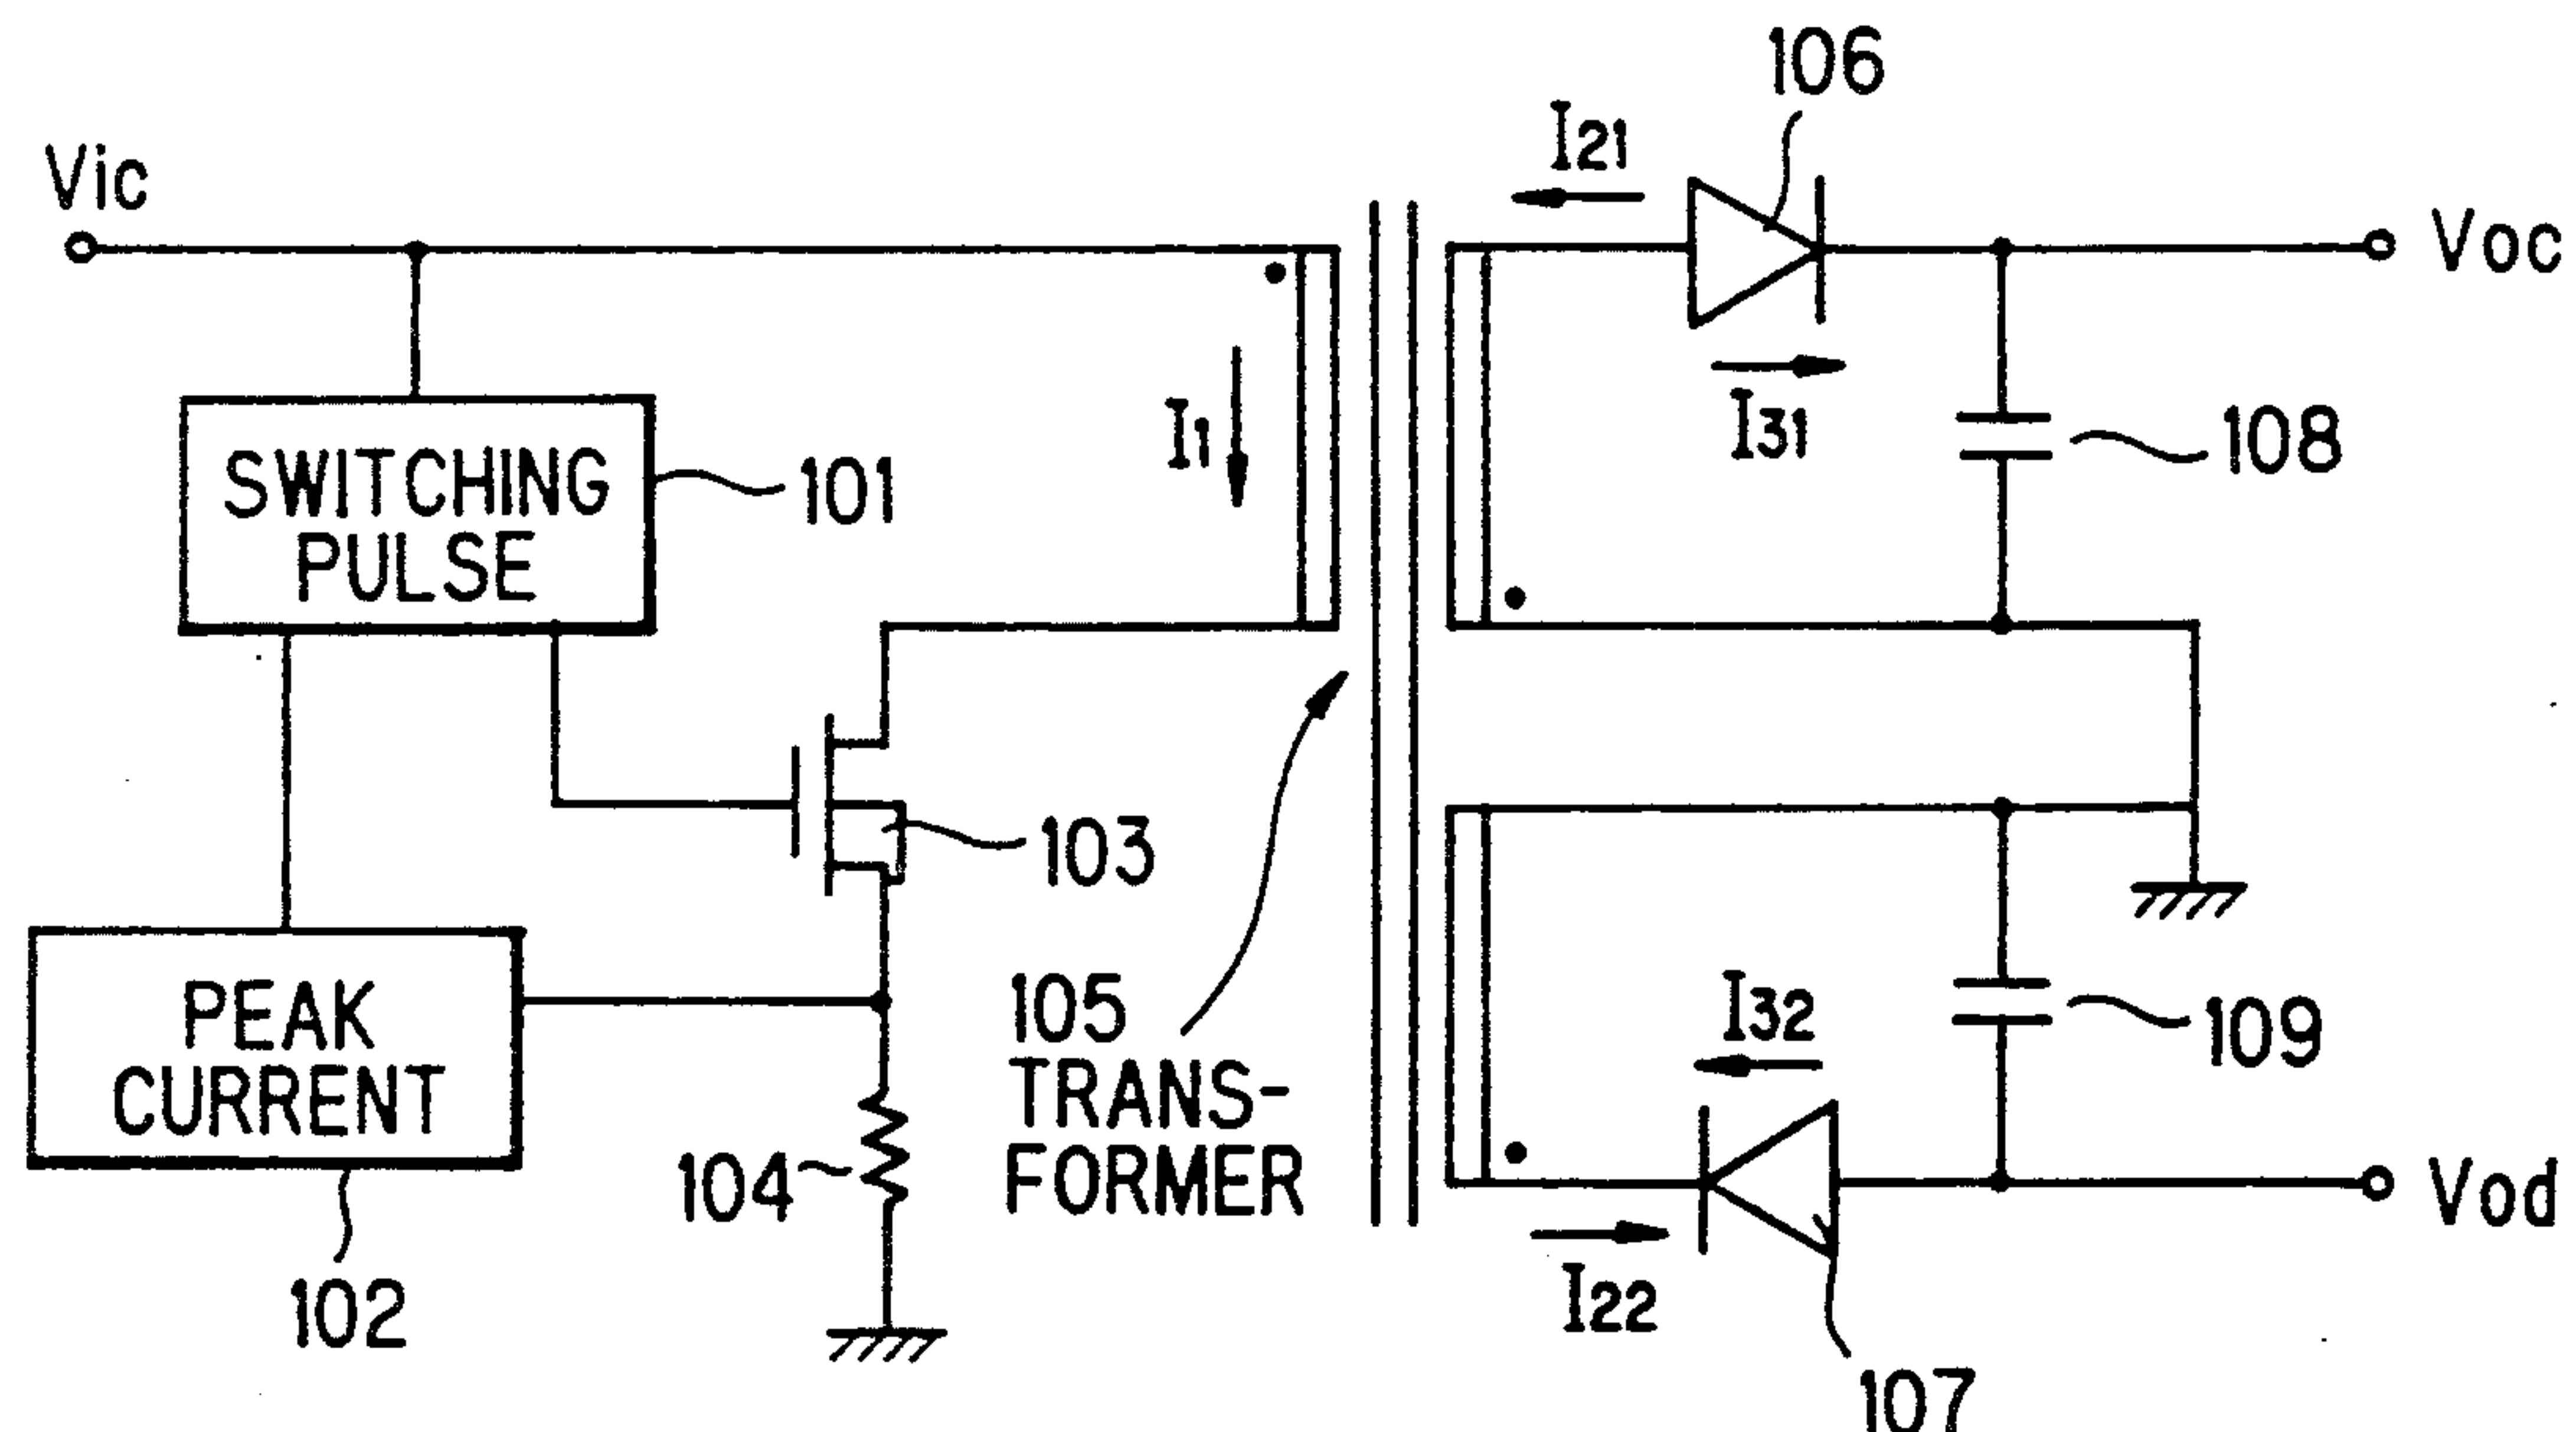 106
I21
Vic
Voc
I31
I1
108
SWITCHING
PULSE
101
103
PEAK
CURRENT
105
TRANS-
FORMER
I32
109
104
Vod
I22
102
107